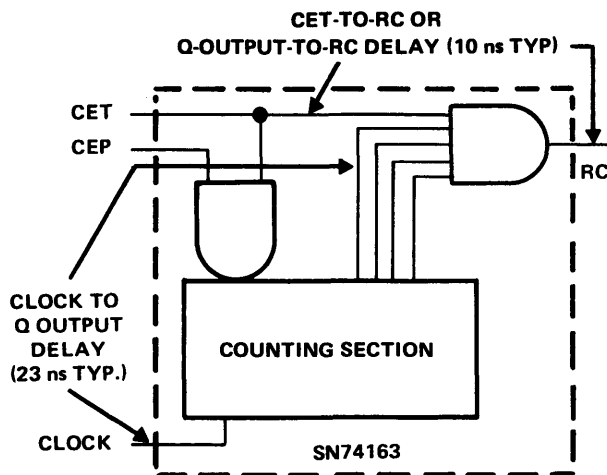 CET-TO-RC OR
Q-OUTPUT-TO-RC DELAY (10 ns TYP)
CET
CEP
RC
CLOCK TO
Q OUTPUT
DELAY
(23 ns TYP.)
COUNTING SECTION
CLOCK
SN74163